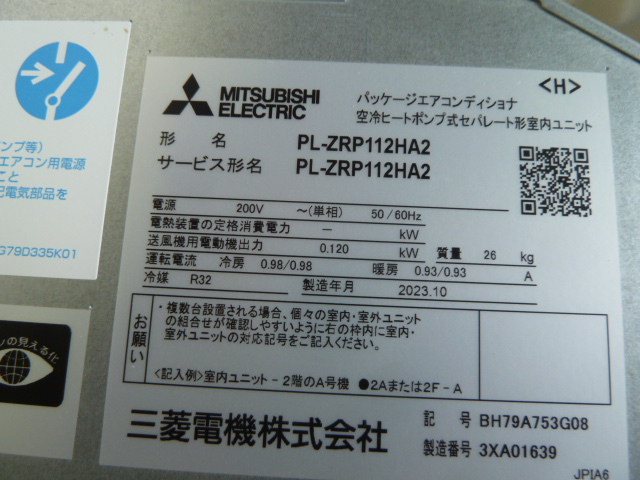 <H>
MITSUBISHI
ELECTRIC
パッケージエアコンディショナ
空冷ヒートポンプ式セパレート形室内ユニット
形 名 PL-ZRP112HA2
サービス形名 PL-ZRP112HA2
電源 200V ～(単相) 50/60Hz
電熱装置の定格消費電力 － kW
送風機用電動機出力 0.120 kW 質量 26 kg
運転電流 冷房 0.98/0.98 暖房 0.93/0.93 A
冷媒 R32 製造年月 2023.10
お願い
・複数台設置される場合、個々の室内・室外ユニット
の組合せが確認しやすいように右の枠内に室内・
室外ユニットの対応記号をご記入ください。
<記入例>室内ユニット－2階のA号機 ●2Aまたは2F-A
三菱電機株式会社
記 号 BH79A753G08
製造番号 3XA01639
JPIA6
ンプ等)
エアコン用電源
こと
記電気部品を
G79D335K01
しの見える化